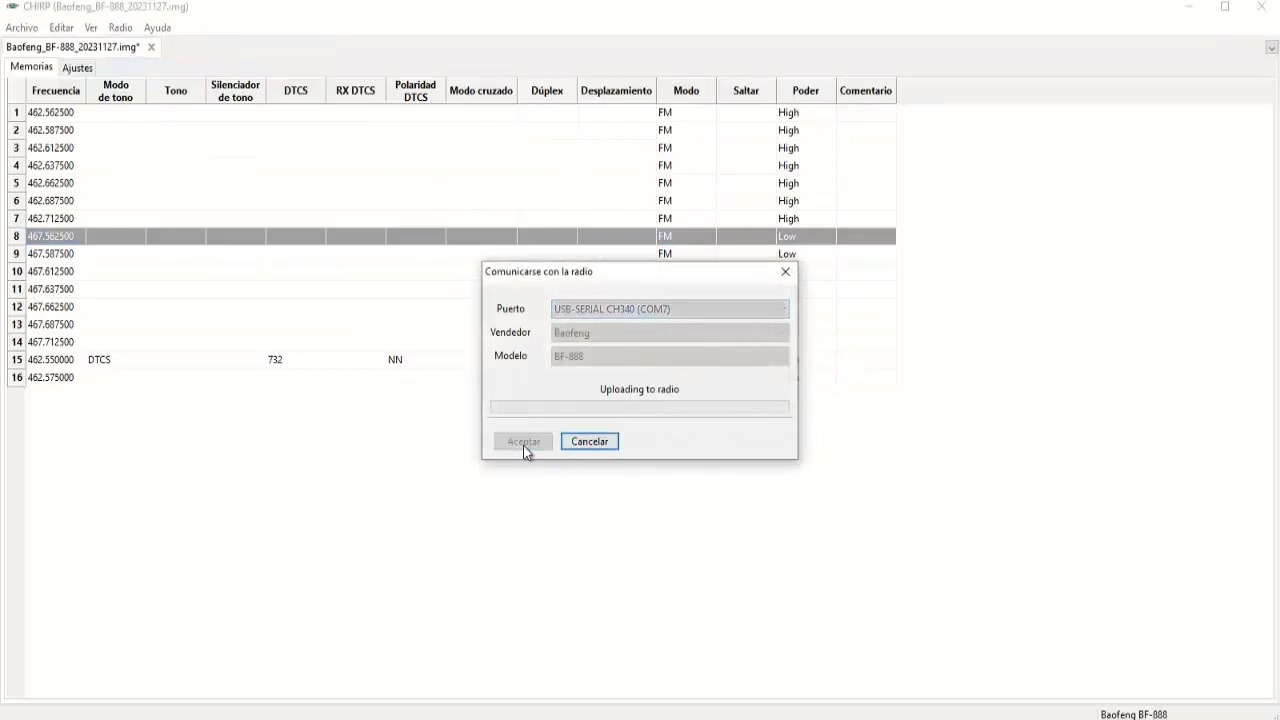 CHIRP (Baofeng_BF-888_20231127.img)
Archivo Editar Ver Radio Ayuda
Baofeng_BF-888_20231127.img*
Memorias Ajustes
Frecuencia Modo de tono Tono Silenciador de tono DTCS RX DTCS Polaridad DTCS Modo cruzado Dúplex Desplazamiento Modo Saltar Poder Comentario
1 462.562500 FM High
2 462.587500 FM High
3 462.612500 FM High
4 462.637500 FM High
5 462.662500 FM High
6 462.687500 FM High
7 462.712500 FM High
8 467.562500 FM Low
9 467.587500 FM Low
10 467.612500
11 467.637500
12 467.662500
13 467.687500
14 467.712500
15 462.550000 DTCS 732 NN
16 462.575000
Comunicarse con la radio
Puerto USB-SERIAL CH340 (COM7)
Vendedor Baofeng
Modelo BF-888
Uploading to radio
Aceptar Cancelar
Baofeng BF-888